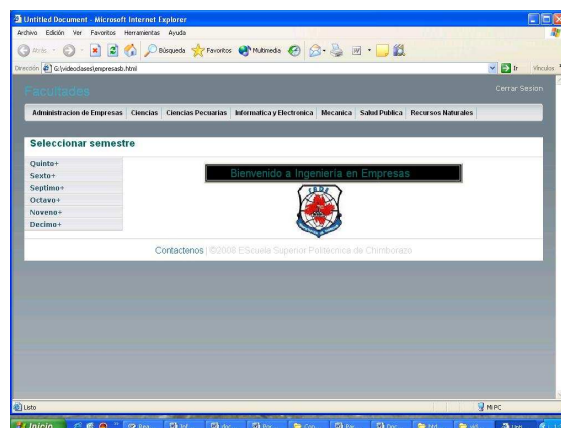 Untitled Document - Microsoft Internet Explorer
Archivo Edición Ver Favoritos Herramientas Ayuda
Atrás Búsqueda Favoritos Multimedia
Dirección G:\videoclases\empresasb.html Ir Vínculos
Facultades Cerrar Sesion
Administracion de Empresas Ciencias Ciencias Pecuarias Informatica y Electronica Mecanica Salud Publica Recursos Naturales
Seleccionar semestre
Quinto+
Sexto+
Septimo+
Octavo+
Noveno+
Decimo+
Bienvenido a Ingeniería en Empresas
Contactenos | ©2008 EScuela Superior Politécnica de Chimborazo
Listo Mi PC
Inicio